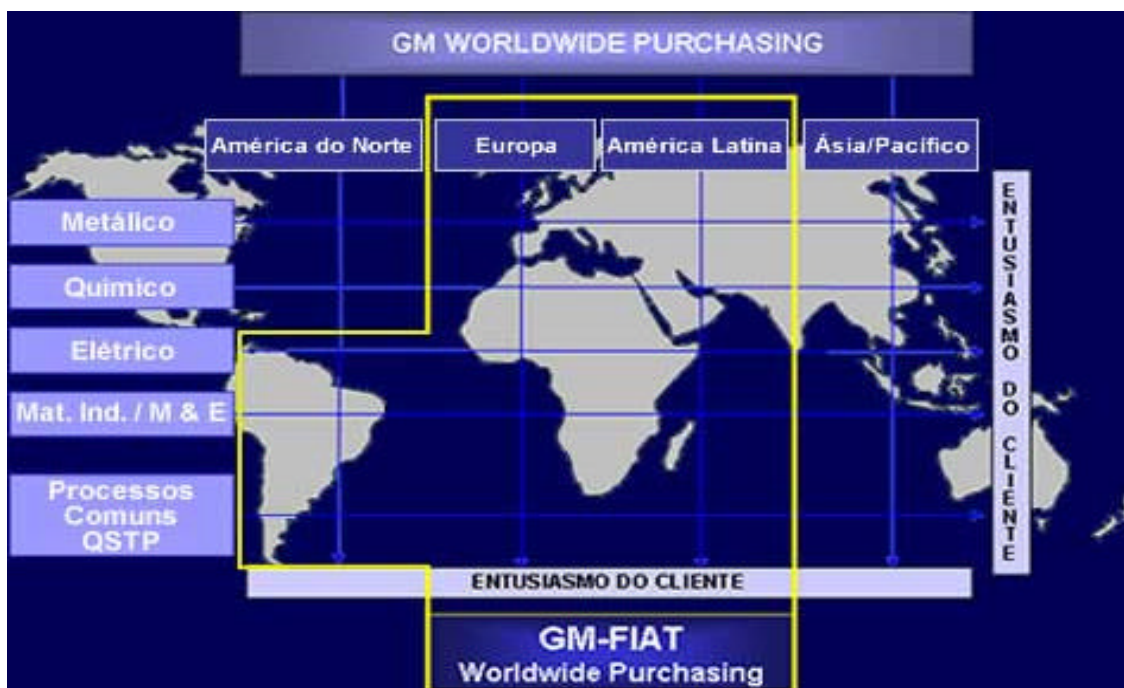 GM WORLDWIDE PURCHASING
América do Norte
Europa
América Latina
Ásia/Pacífico
Metálico
Químico
Elétrico
Mat. Ind. / M & E
Processos
Comuns
QSTP
ENTUSIASMO DO CLIENTE
ENTUSIASMO DO CLIENTE
GM-FIAT
Worldwide Purchasing